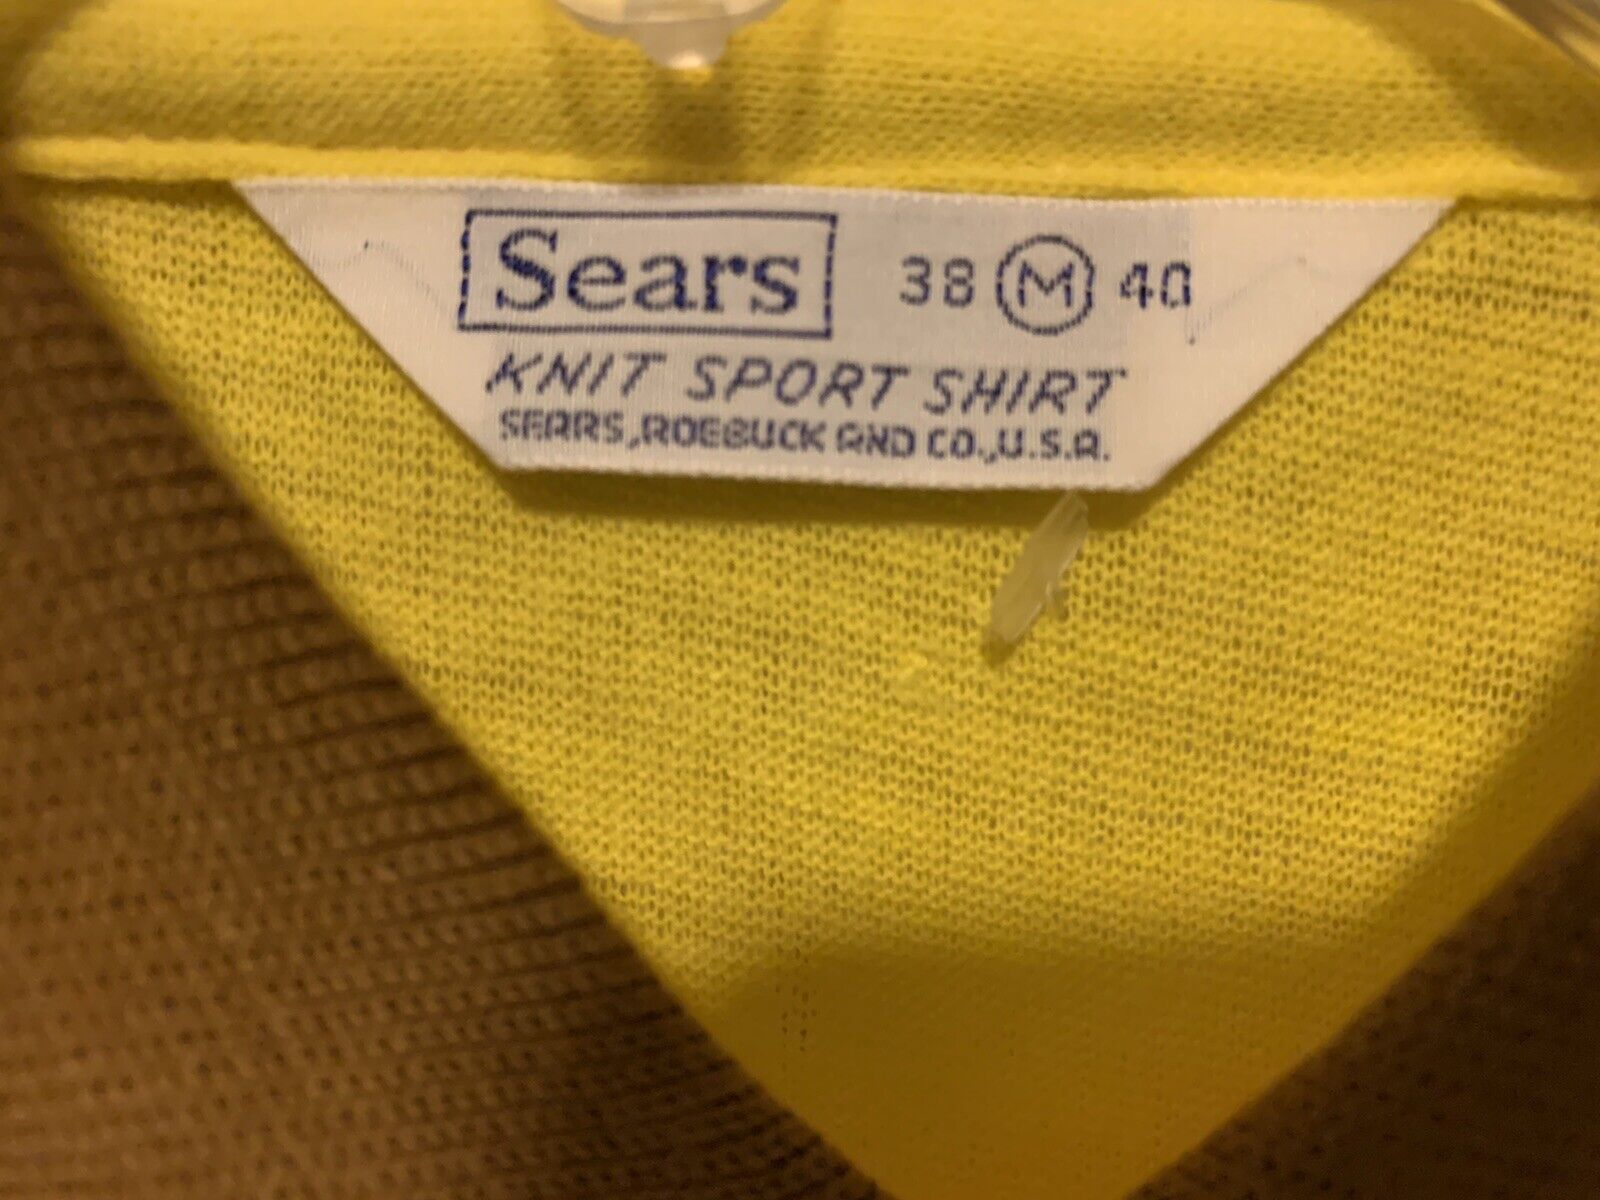 Sears 38 M 40
KNIT SPORT SHIRT
SEARS, ROEBUCK AND CO., U.S.A.